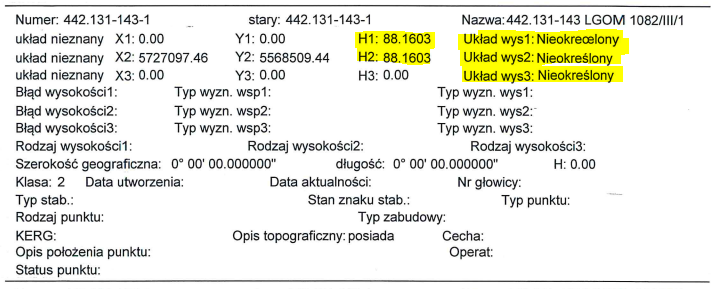 Numer: 442.131-143-1 stary: 442.131-143-1 Nazwa: 442.131-143 LGOM 1082/III/1
układ nieznany X1: 0.00 Y1: 0.00 H1: 88.1603 Układ wys1: Nieokreœlony
układ nieznany X2: 5727097.46 Y2: 5568509.44 H2: 88.1603 Układ wys2: Nieokreślony
układ nieznany X3: 0.00 Y3: 0.00 H3: 0.00 Układ wys3: Nieokreślony
Błąd wysokości1: Typ wyzn. wsp1: Typ wyzn. wys1:
Błąd wysokości2: Typ wyzn. wsp2: Typ wyzn. wys2:
Błąd wysokości3: Typ wyzn. wsp3: Typ wyzn. wys3:
Rodzaj wysokości1: Rodzaj wysokości2: Rodzaj wysokości3:
Szerokość geograficzna: 0° 00' 00.000000" długość: 0° 00' 00.000000" H: 0.00
Klasa: 2 Data utworzenia: Data aktualności: Nr głowicy:
Typ stab.: Stan znaku stab.: Typ punktu:
Rodzaj punktu: Typ zabudowy:
KERG: Opis topograficzny: posiada Cecha:
Opis położenia punktu: Operat:
Status punktu: